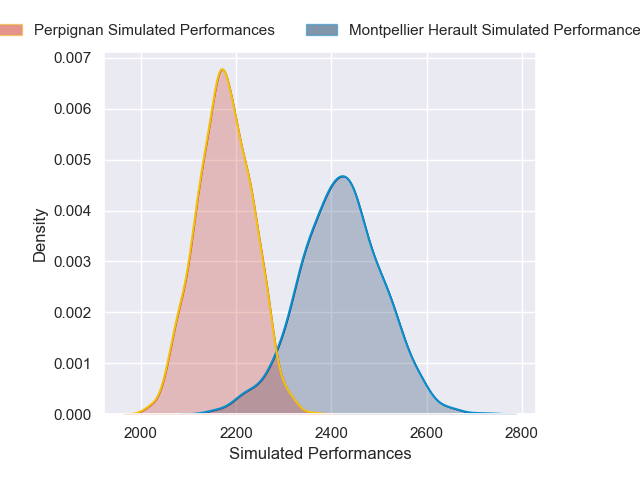 Perpignan Simulated Performances Montpellier Herault Simulated Performance
0.007
0.006
0.005
0.004
0.003
0.002
0.001
0.000
Density
2000 2200 2400 2600 2800
Simulated Performances